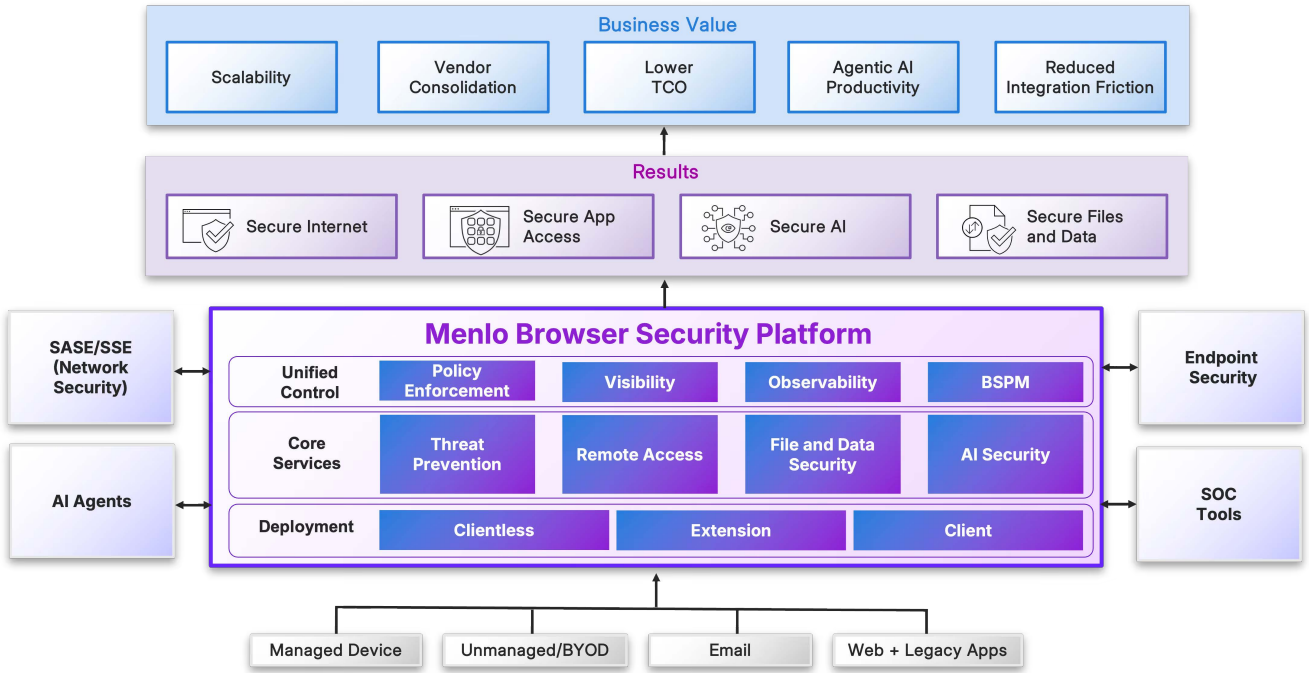 Business Value
Scalability
Vendor
Consolidation
Lower
TCO
Agentic AI
Productivity
Reduced
Integration Friction
Results
Secure Internet
Secure App
Access
Secure AI
Secure Files
and Data
SASE/SSE
(Network
Security)
AI Agents
Menlo Browser Security Platform
Unified
Control
Policy
Enforcement
Visibility
Observability
BSPM
Core
Services
Threat
Prevention
Remote Access
File and Data
Security
AI Security
Deployment
Clientless
Extension
Client
Endpoint
Security
SOC
Tools
Managed Device
Unmanaged/BYOD
Email
Web + Legacy Apps